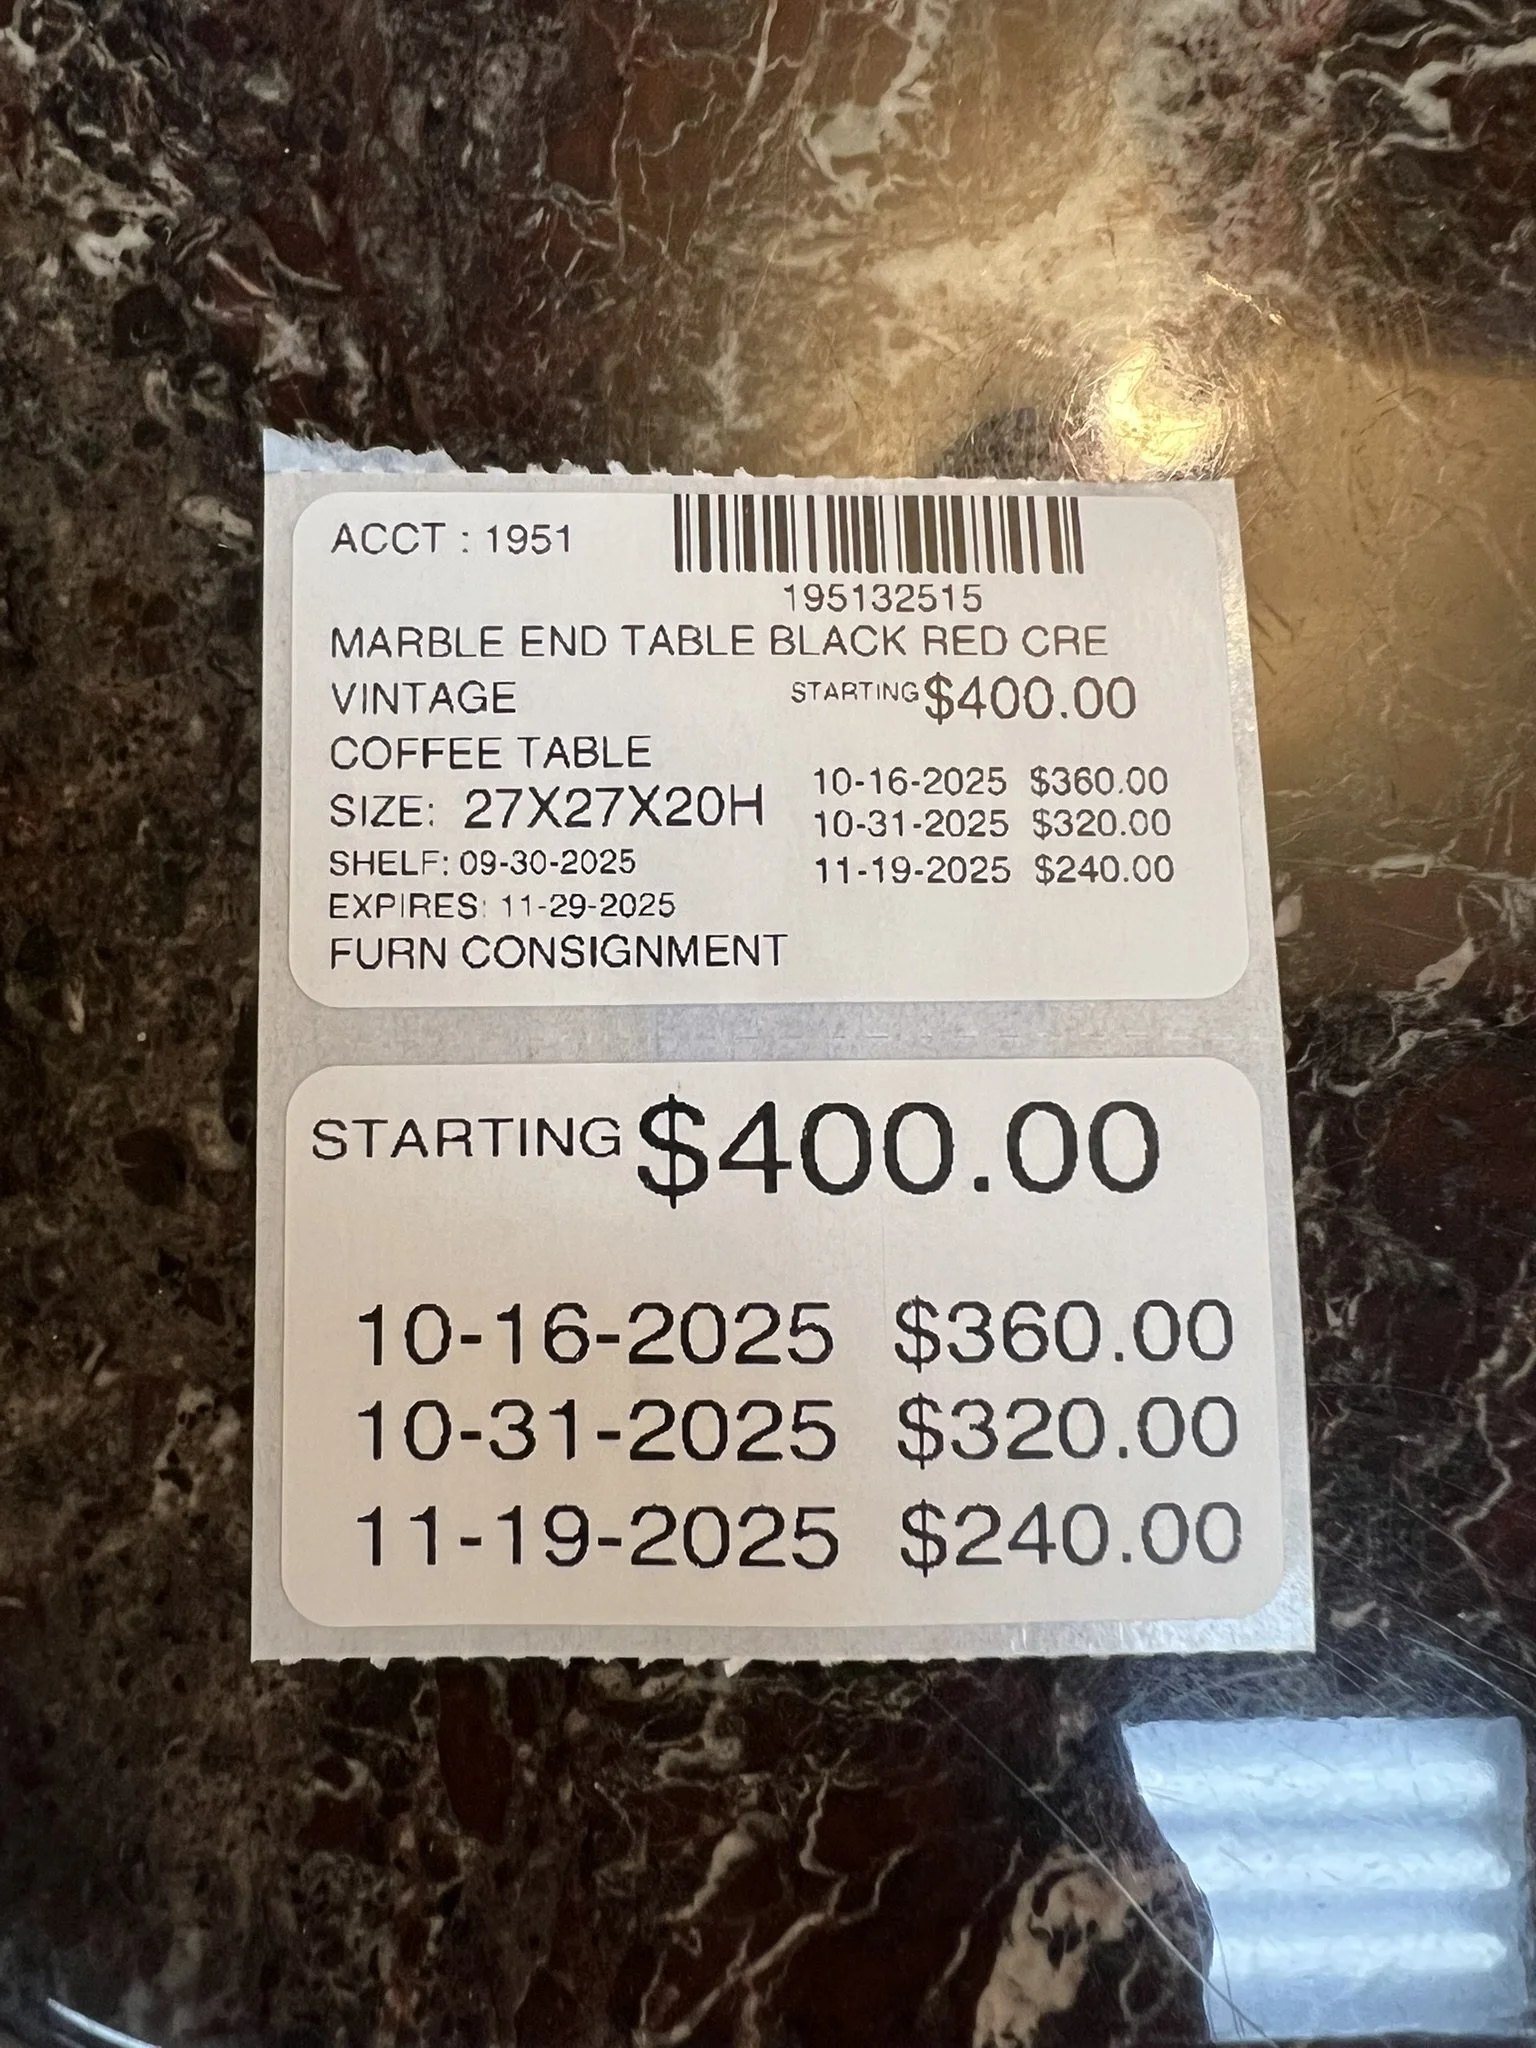 ACCT : 1951
195132515
MARBLE END TABLE BLACK RED CRE
VINTAGE
STARTING $400.00
COFFEE TABLE
SIZE: 27X27X20H
10-16-2025 $360.00
10-31-2025 $320.00
11-19-2025 $240.00
SHELF: 09-30-2025
EXPIRES: 11-29-2025
FURN CONSIGNMENT
STARTING $400.00
10-16-2025 $360.00
10-31-2025 $320.00
11-19-2025 $240.00